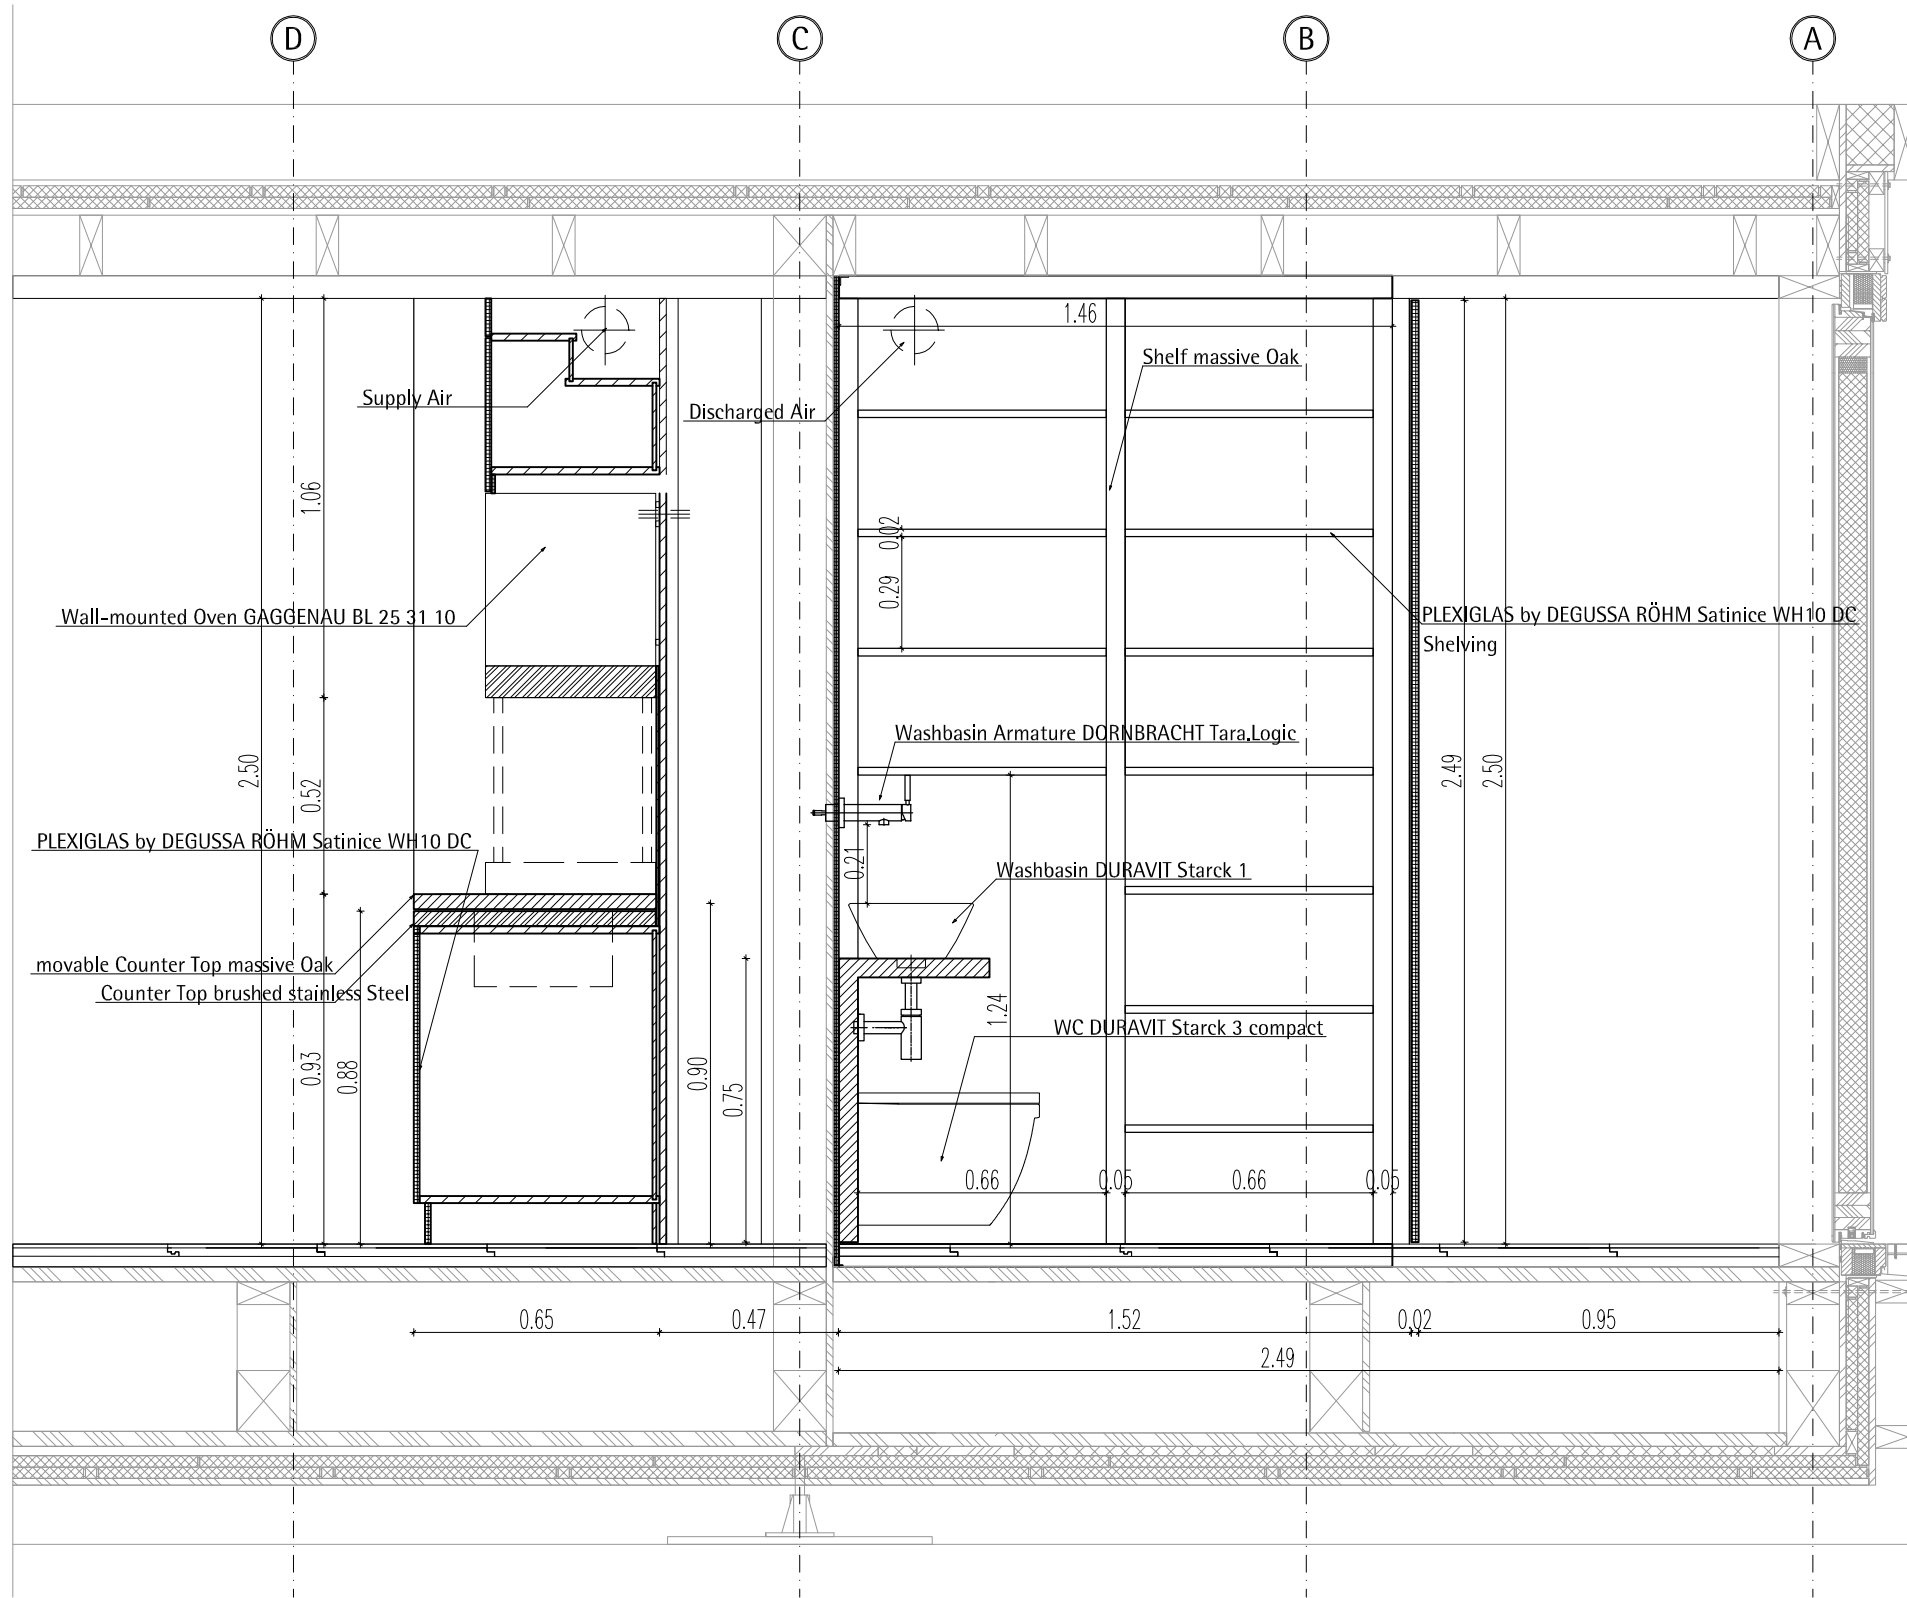 D
C
B
A
1.46
Shelf massive Oak
Supply Air
Discharged Air
1.06
0.02
0.29
Wall-mounted Oven GAGGENAU BL 25 31 10
PLEXIGLAS by DEGUSSA RÖHM Satinice WH10 DC
Shelving
Washbasin Armature DORNBRACHT Tara.Logic
2.50
0.52
2.49
2.50
PLEXIGLAS by DEGUSSA RÖHM Satinice WH10 DC
0.21
Washbasin DURAVIT Starck 1
movable Counter Top massive Oak
Counter Top brushed stainless Steel
1.24
WC DURAVIT Starck 3 compact
0.93
0.88
0.90
0.75
0.66
0.05
0.66
0.05
0.65
0.47
1.52
0.02
0.95
2.49